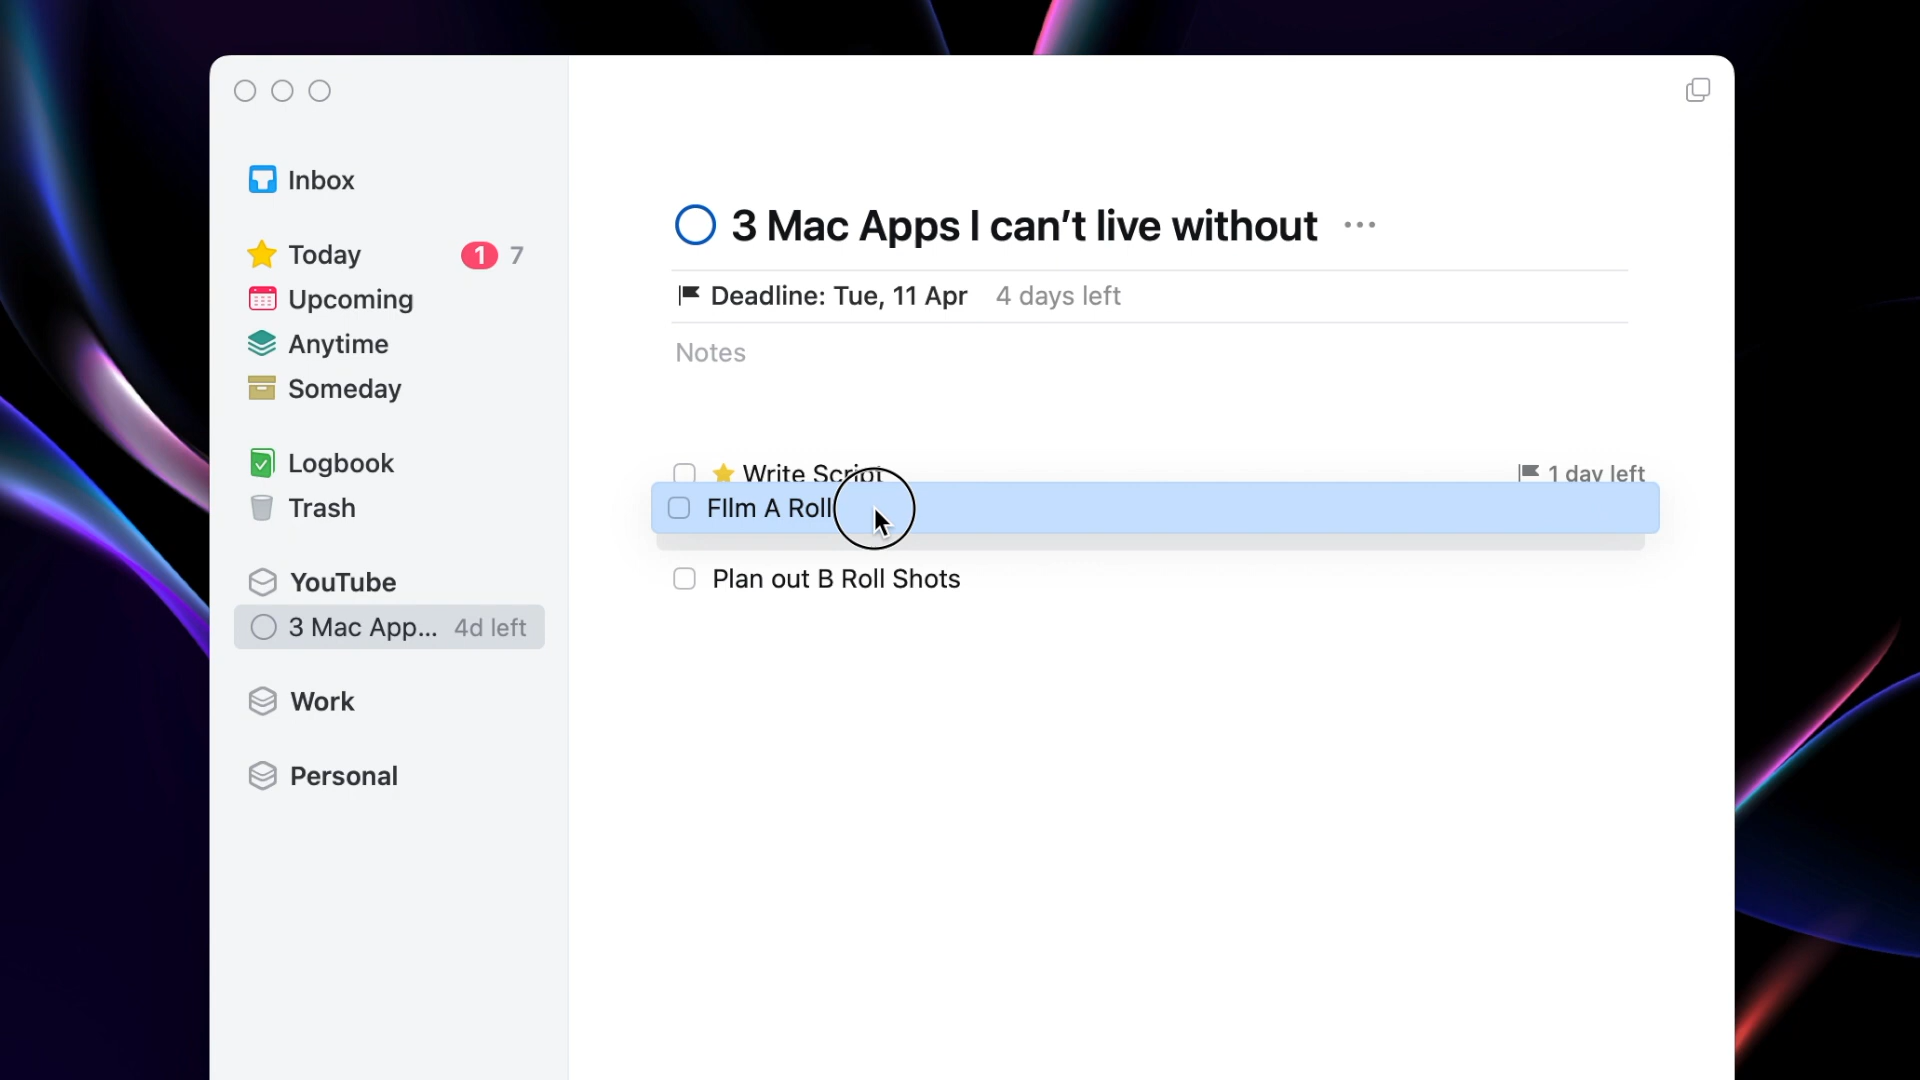 Inbox
Today 1 7
Upcoming
Anytime
Someday
Logbook
Trash
YouTube
3 Mac App... 4d left
Work
Personal
3 Mac Apps I can’t live without ...
Deadline: Tue, 11 Apr 4 days left
Notes
Write Script 1 day left
FIlm A Roll
Plan out B Roll Shots